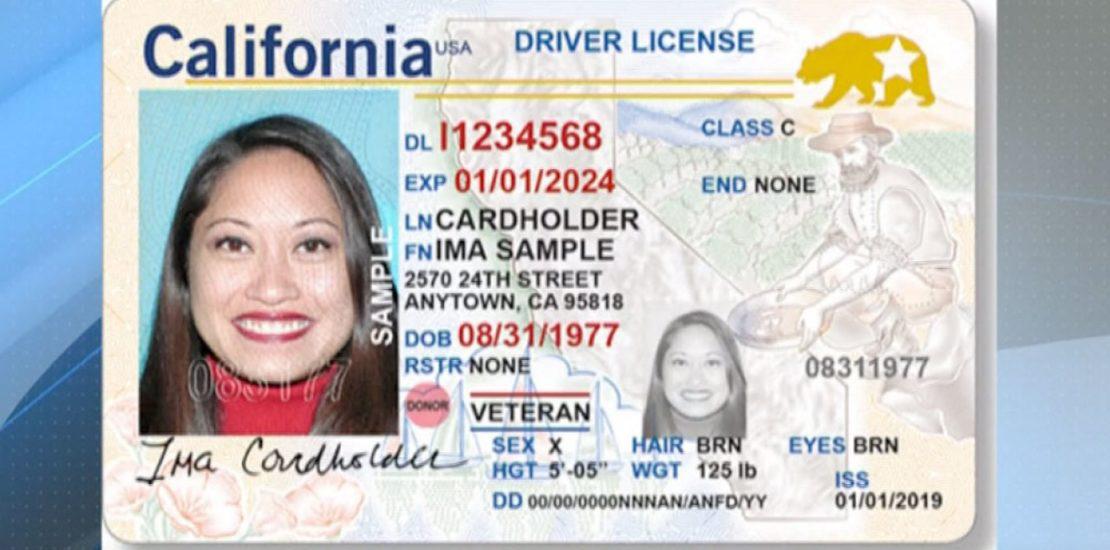 California USA DRIVER LICENSE
DL I1234568
CLASS C
EXP 01/01/2024
END NONE
LN CARDHOLDER
FN IMA SAMPLE
2570 24TH STREET
ANYTOWN, CA 95818
DOB 08/31/1977
RSTR NONE
08311977
SAMPLE
083177
DONOR
VETERAN
Ima Cardholder
SEX X HAIR BRN EYES BRN
HGT 5'-05" WGT 125 lb
ISS
DD 00/00/0000NNNAN/ANFD/YY 01/01/2019